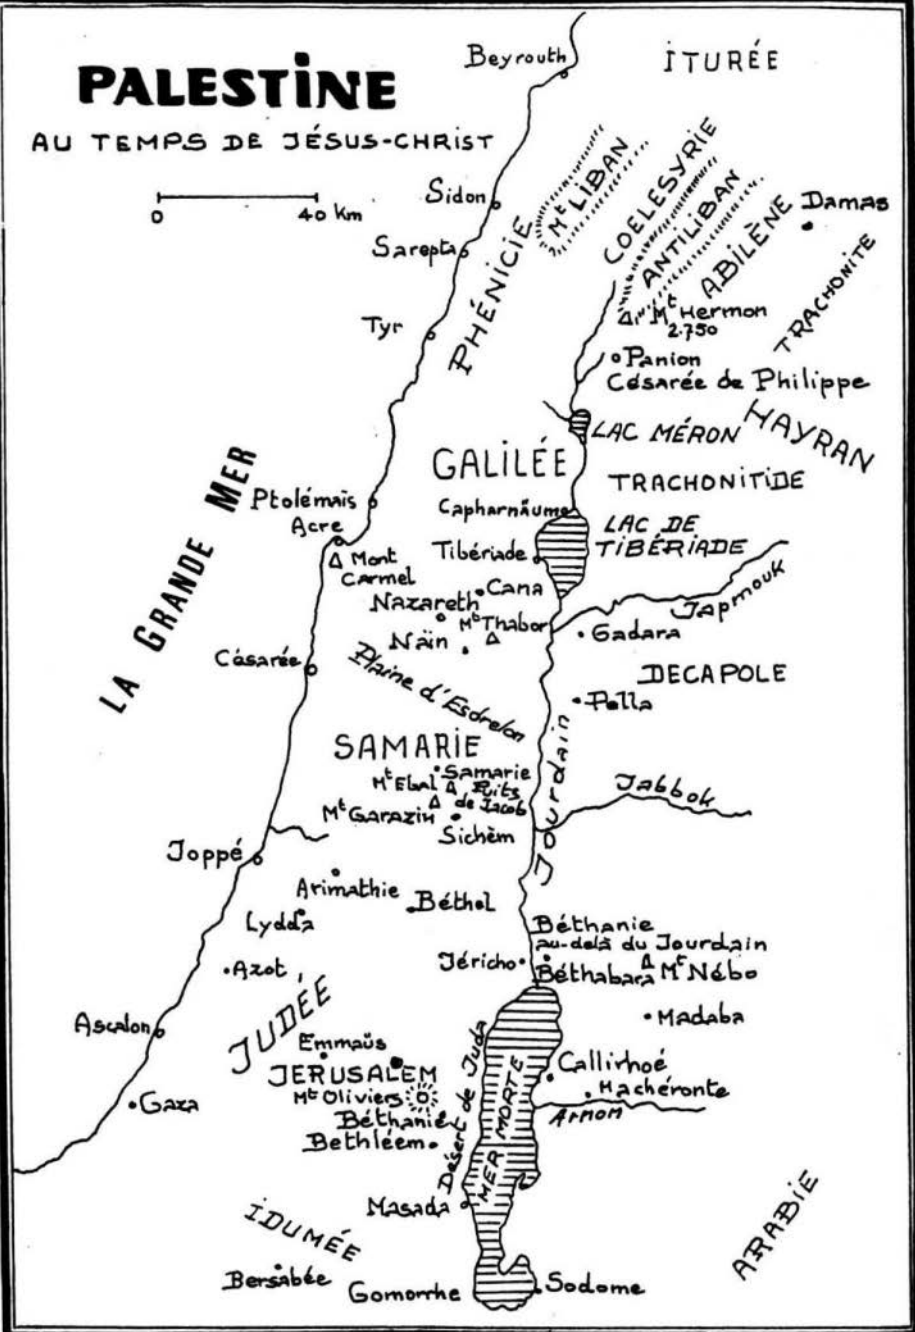 PALESTINE
AU TEMPS DE JÉSUS-CHRIST
0 40 Km
Beyrouth
ITURÉE
Sidon
Mt LIBAN
COELESYRIE
ANTILIBAN
ABILÈNE
Damas
Sarepta
PHÉNICIE
TRACHONITE
Mt Hermon
2.750
Tyr
Panion
Césarée de Philippe
HAYRAN
LAC MÉRON
GALILÉE
TRACHONITIDE
LA GRANDE MER
Ptolémaïs
Acre
Capharnäume
LAC DE
TIBÉRIADE
Tibériade
Mont
Carmel
Cana
Japmouk
Nazareth
Mt Thabor
Gadara
Naïn
Césarée
Plaine d'Esdrelon
DECAPOLE
Pella
Jourdain
SAMARIE
Samarie
Mt Ebal
Puits
de Jacob
Jabbok
Mt Garazin
Sichèm
Joppé
Arimathie
Béthel
Lydda
Béthanie
au-delà du Jourdain
Jéricho
Béthabara
Mt Nébo
Azot
JUDÉE
Madaba
Ascalon
Emmaüs
JERUSALEM
Désert de Juda
MER MORTE
Callirhoé
Hachéronte
Arnon
Mt Oliviers
Gaza
Béthanie
Bethléem
Masada
IDUMÉE
ARABIE
Bersabée
Gomorrhe
Sodome